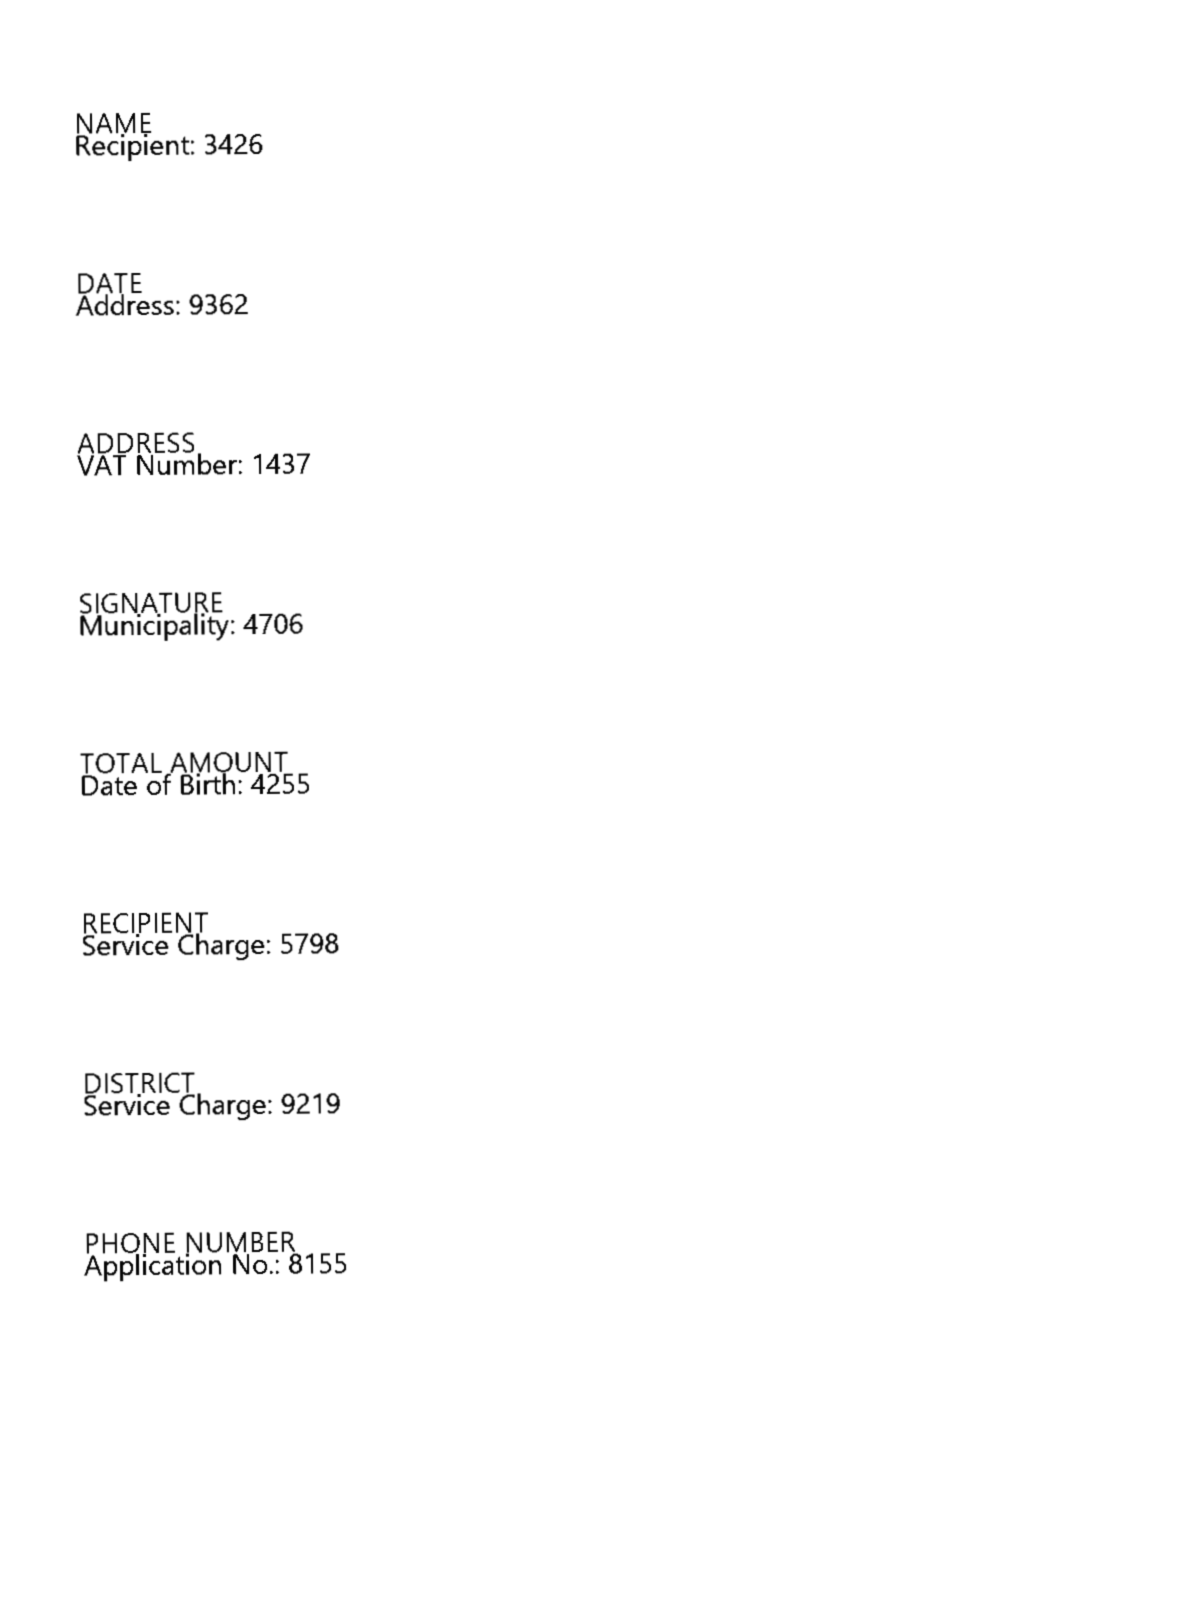 NAME
Recipient: 3426
DATE
Address: 9362
ADDRESS
VAT Number: 1437
SIGNATURE
Municipality: 4706
TOTAL AMOUNT
Date of Birth: 4255
RECIPIENT
Service Charge: 5798
DISTRICT
Service Charge: 9219
PHONE NUMBER
Application No.: 8155